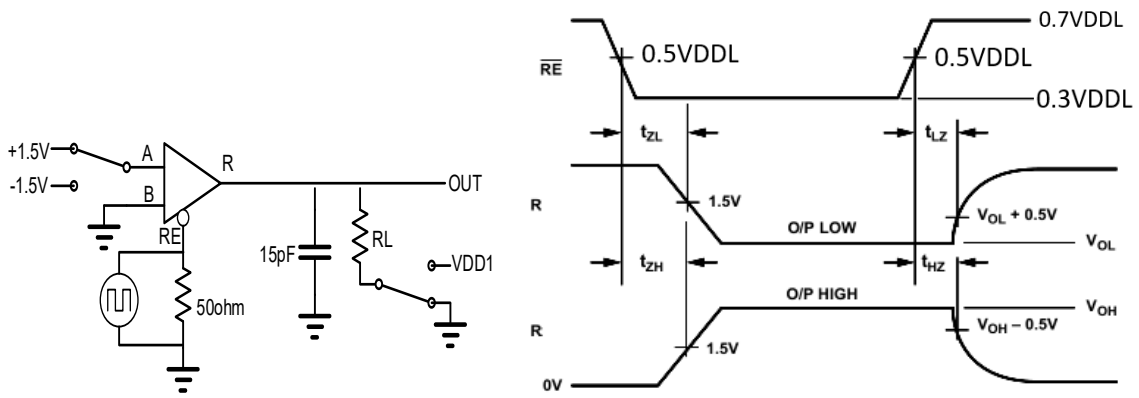 +1.5V
-1.5V
A
B
R
RE
OUT
15pF
RL
VDD1
50ohm
0.7VDDL
0.5VDDL
0.5VDDL
RE
0.3VDDL
tZL
tLZ
R
1.5V
O/P LOW
VOL + 0.5V
VOL
tZH
tHZ
O/P HIGH
VOH
R
1.5V
VOH – 0.5V
0V